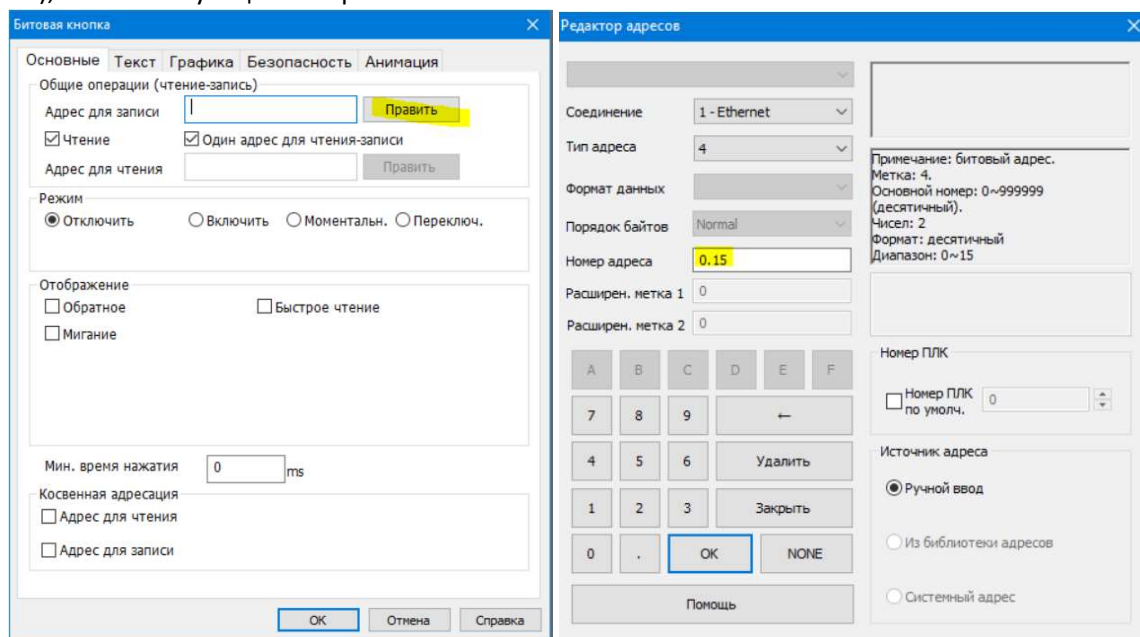 Битовая кнопка
Основные Текст Графика Безопасность Анимация
Общие операции (чтение-запись)
Адрес для записи Править
Чтение Один адрес для чтения-записи
Адрес для чтения Править
Режим
Отключить Включить Моментальн. Переключ.
Отображение
Обратное Быстрое чтение
Мигание
Мин. время нажатия 0 ms
Косвенная адресация
Адрес для чтения
Адрес для записи
OK Отмена Справка
Редактор адресов
Соединение 1 - Ethernet
Тип адреса 4
Формат данных
Порядок байтов Normal
Номер адреса 0.15
Расширен. метка 1 0
Расширен. метка 2 0
A B C D E F
7 8 9 ←
4 5 6 Удалить
1 2 3 Закрыть
0 . OK NONE
Помощь
Примечание: битовый адрес.
Метка: 4.
Основной номер: 0~999999
(десятичный).
Чисел: 2
Формат: десятичный
Диапазон: 0~15
Номер ПЛК
Номер ПЛК
по умолч. 0
Источник адреса
Ручной ввод
Из библиотеки адресов
Системный адрес